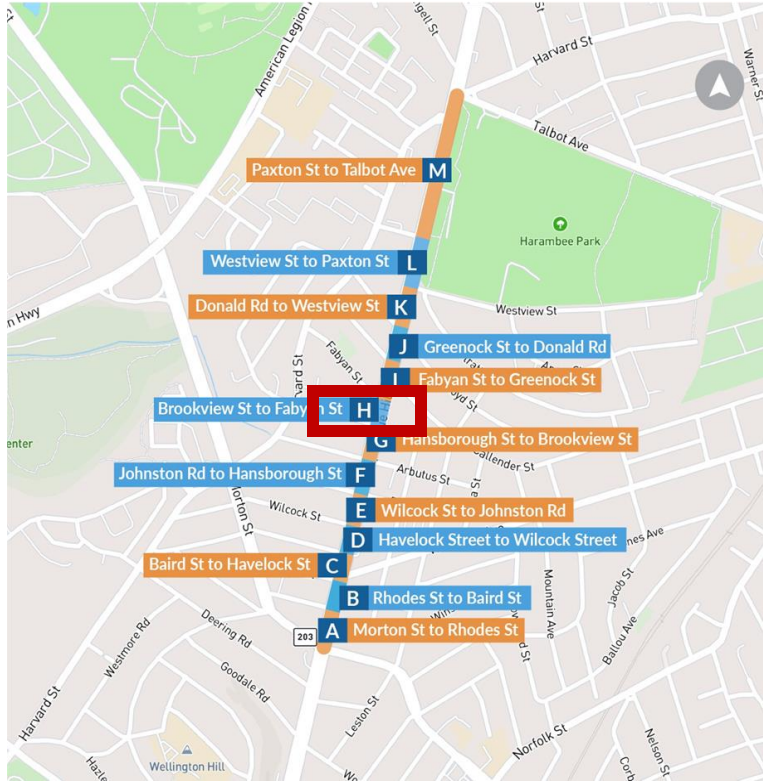 American Legion
Harvard St
Warner St
Talbot Ave
Paxton St to Talbot Ave M
Harambee Park
Westview St to Paxton St L
Donald Rd to Westview St K
Westview St
n Hwy
J Greenock St to Donald Rd
Fabyan St
I Fabyan St to Greenock St
Brookview St to Faby n St H
enter
G Hansborough St to Brookview St
Callender St
Johnston Rd to Hansborough St F
Arbutus St
Morton St
Wilcock St
E Wilcock St to Johnston Rd
D Havelock Street to Wilcock Street
nes Ave
Baird St to Havelock St C
B Rhodes St to Baird St
Mountain Ave
Jacob St
Ballou Ave
203
A Morton St to Rhodes St
Westmore Rd
Deering Rd
Goodale Rd
Harvard St
Leston St
Norfolk St
Nelson St
Wellington Hill